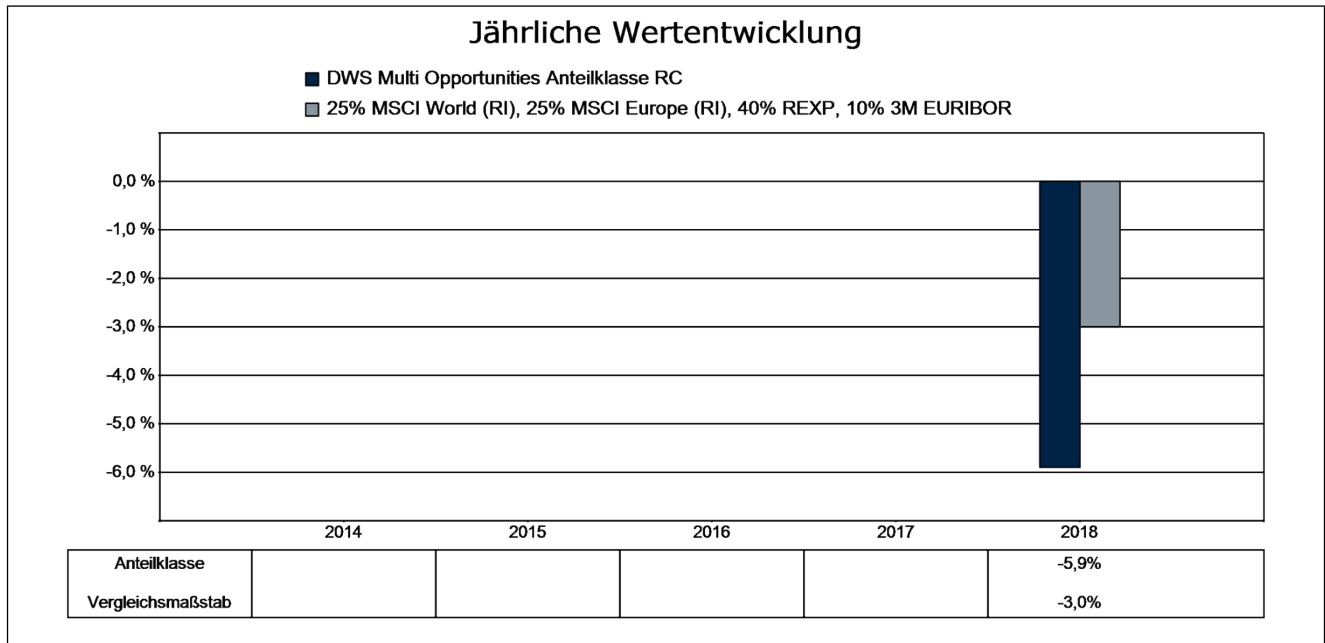 Jährliche Wertentwicklung
DWS Multi Opportunities Anteilklasse RC
25% MSCI World (RI), 25% MSCI Europe (RI), 40% REXP, 10% 3M EURIBOR
0,0 %
-1,0 %
-2,0 %
-3,0 %
-4,0 %
-5,0 %
-6,0 %
2014 2015 2016 2017 2018
Anteilklasse -5,9%
Vergleichsmaßstab -3,0%